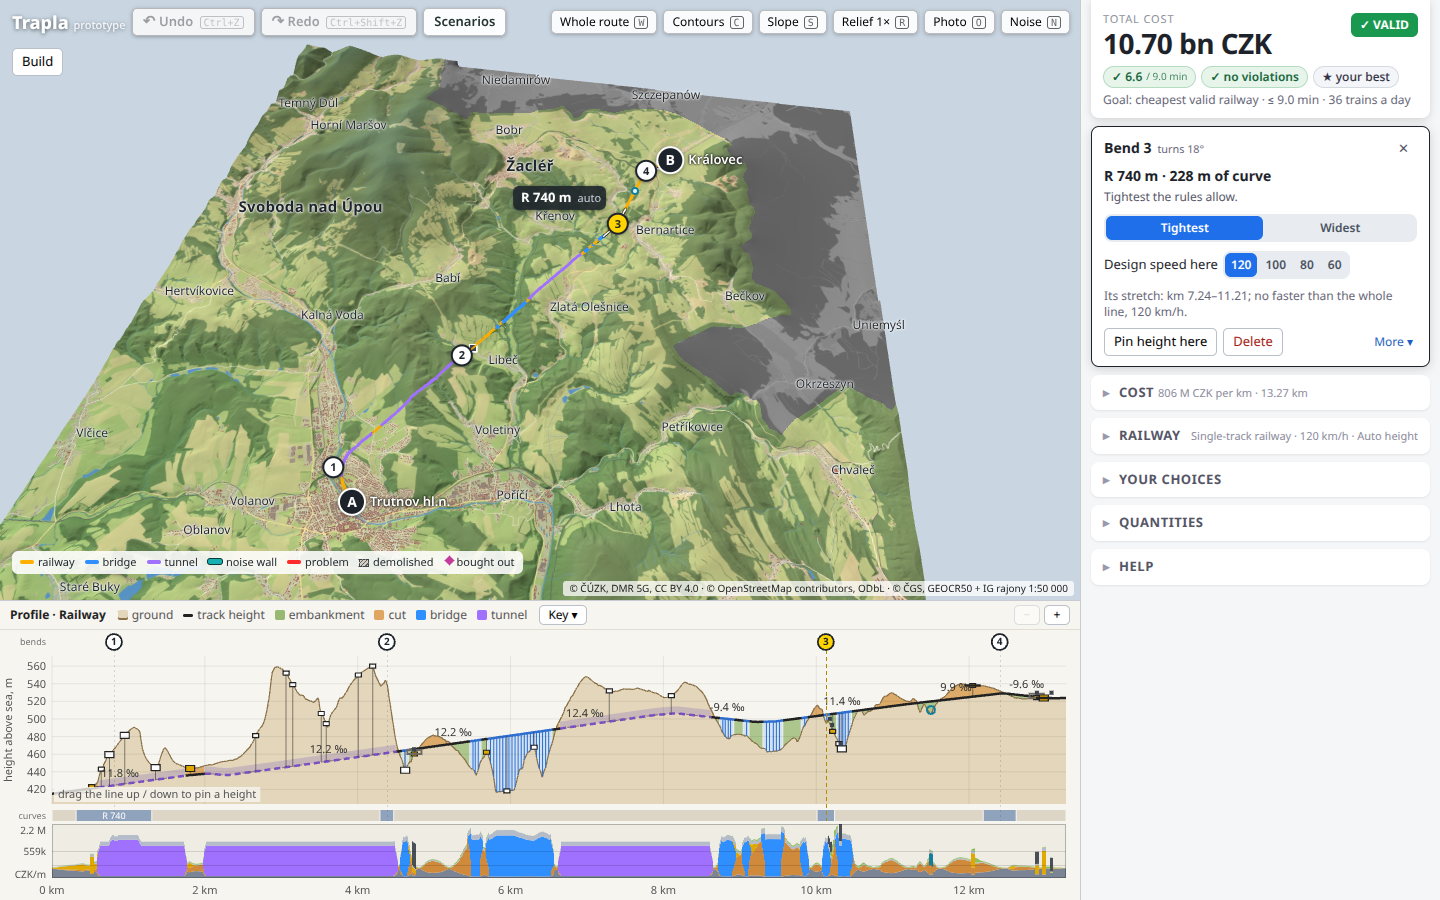 Trapla prototype
↶ Undo Ctrl+Z
↷ Redo Ctrl+Shift+Z
Scenarios
Whole route W
Contours C
Slope S
Relief 1× R
Photo O
Noise N
Build
Niedamirów
Szczepanów
Temný Důl
Horní Maršov
Bobr
Žacléř
B Královec
4
Svoboda nad Úpou
R 740 m auto
Křenov
3
Bernartice
Babí
Hertvíkovice
Kalná Voda
Zlatá Olešnice
Bečkov
Uniemyśl
2
Libeč
Okrzeszyn
Vlčice
Voletiny
Petříkovice
1
Chvaleč
A Trutnov hl.n.
Volanov
Poříčí
Lhota
Oblanov
railway bridge tunnel noise wall problem demolished bought out
Staré Buky
© ČÚZK, DMR 5G, CC BY 4.0 · © OpenStreetMap contributors, ODbL · © ČGS, GEOCR50 + IG rajony 1:50 000
TOTAL COST
10.70 bn CZK
✓ VALID
✓ 6.6 / 9.0 min
✓ no violations
★ your best
Goal: cheapest valid railway · ≤ 9.0 min · 36 trains a day
Bend 3 turns 18°
✕
R 740 m · 228 m of curve
Tightest the rules allow.
Tightest
Widest
Design speed here 120 100 80 60
Its stretch: km 7.24–11.21; no faster than the whole
line, 120 km/h.
Pin height here
Delete
More ▾
▶ COST 806 M CZK per km · 13.27 km
▶ RAILWAY Single-track railway · 120 km/h · Auto height
▶ YOUR CHOICES
▶ QUANTITIES
▶ HELP
Profile · Railway ground track height embankment cut bridge tunnel Key ▾
− +
bends 1 2 3 4
height above sea, m
560
540
520
500
480
460
440
420
11.8 ‰
12.2 ‰
12.2 ‰
12.4 ‰
-9.4 ‰
11.4 ‰
9.9 ‰
-9.6 ‰
drag the line up / down to pin a height
curves R 740
2.2 M
559k
CZK/m
0 km 2 km 4 km 6 km 8 km 10 km 12 km